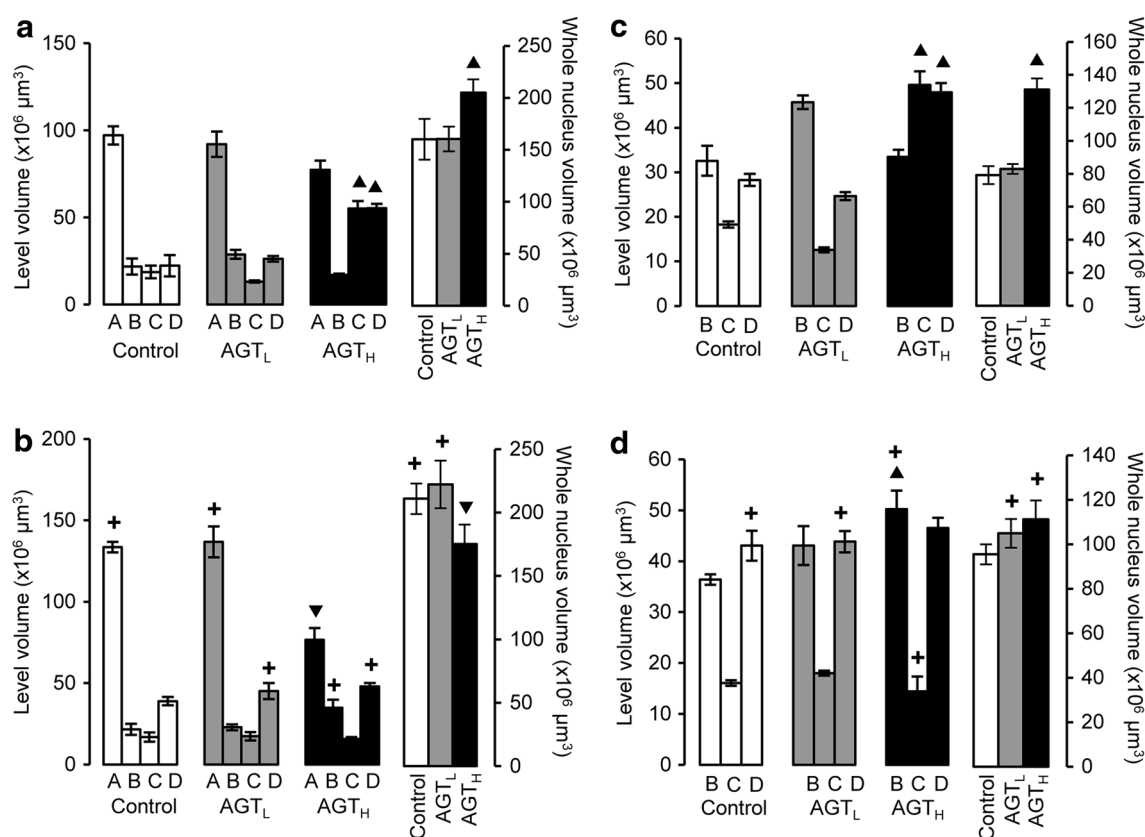 a
Level volume (x10⁶ µm³)
150
100
50
0
A B C D
Control
A B C D
AGT_L
A B C D
AGT_H
Control
AGT_L
AGT_H
250
200
150
100
50
0
Whole nucleus volume (x10⁶ µm³)
c
Level volume (x10⁶ µm³)
60
50
40
30
20
10
0
B C D
Control
B C D
AGT_L
B C D
AGT_H
Control
AGT_L
AGT_H
160
140
120
100
80
60
40
20
0
Whole nucleus volume (x10⁶ µm³)
b
Level volume (x10⁶ µm³)
200
150
100
50
0
+
A B C D
Control
+
+
A B C D
AGT_L
▼
+
+
A B C D
AGT_H
+
+
▼
Control
AGT_L
AGT_H
250
200
150
100
50
0
Whole nucleus volume (x10⁶ µm³)
d
Level volume (x10⁶ µm³)
60
50
40
30
20
10
0
+
B C D
Control
+
B C D
AGT_L
+
▲
+
B C D
AGT_H
+
+
Control
AGT_L
AGT_H
140
120
100
80
60
40
20
0
Whole nucleus volume (x10⁶ µm³)